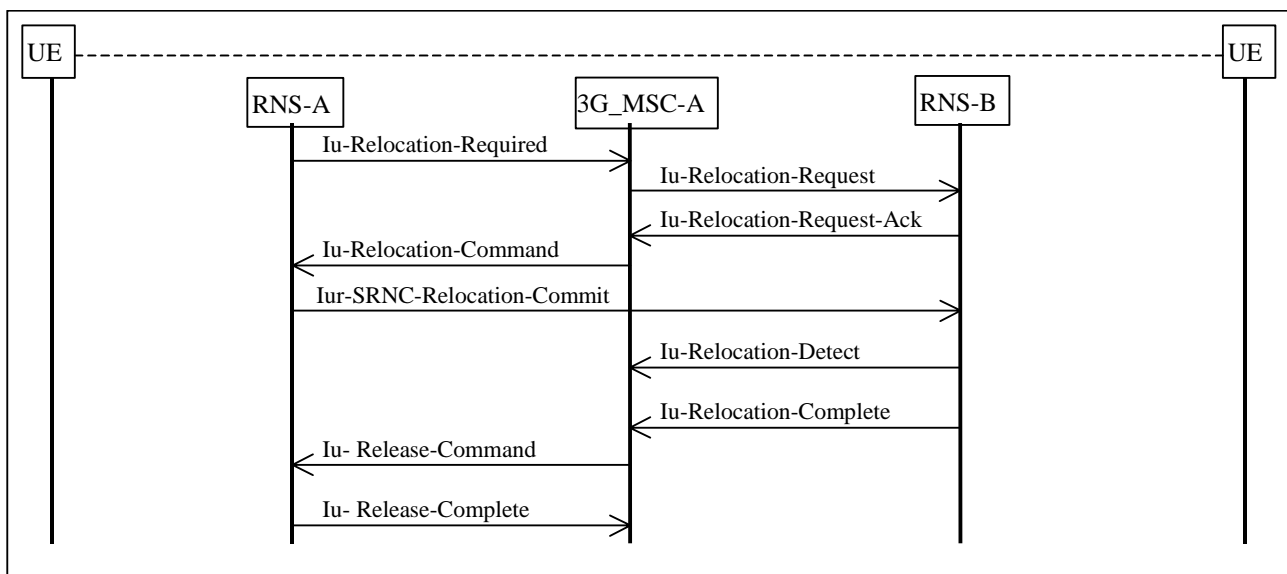 UE
UE
RNS-A
3G_MSC-A
RNS-B
Iu-Relocation-Required
Iu-Relocation-Request
Iu-Relocation-Request-Ack
Iu-Relocation-Command
Iur-SRNC-Relocation-Commit
Iu-Relocation-Detect
Iu-Relocation-Complete
Iu- Release-Command
Iu- Release-Complete